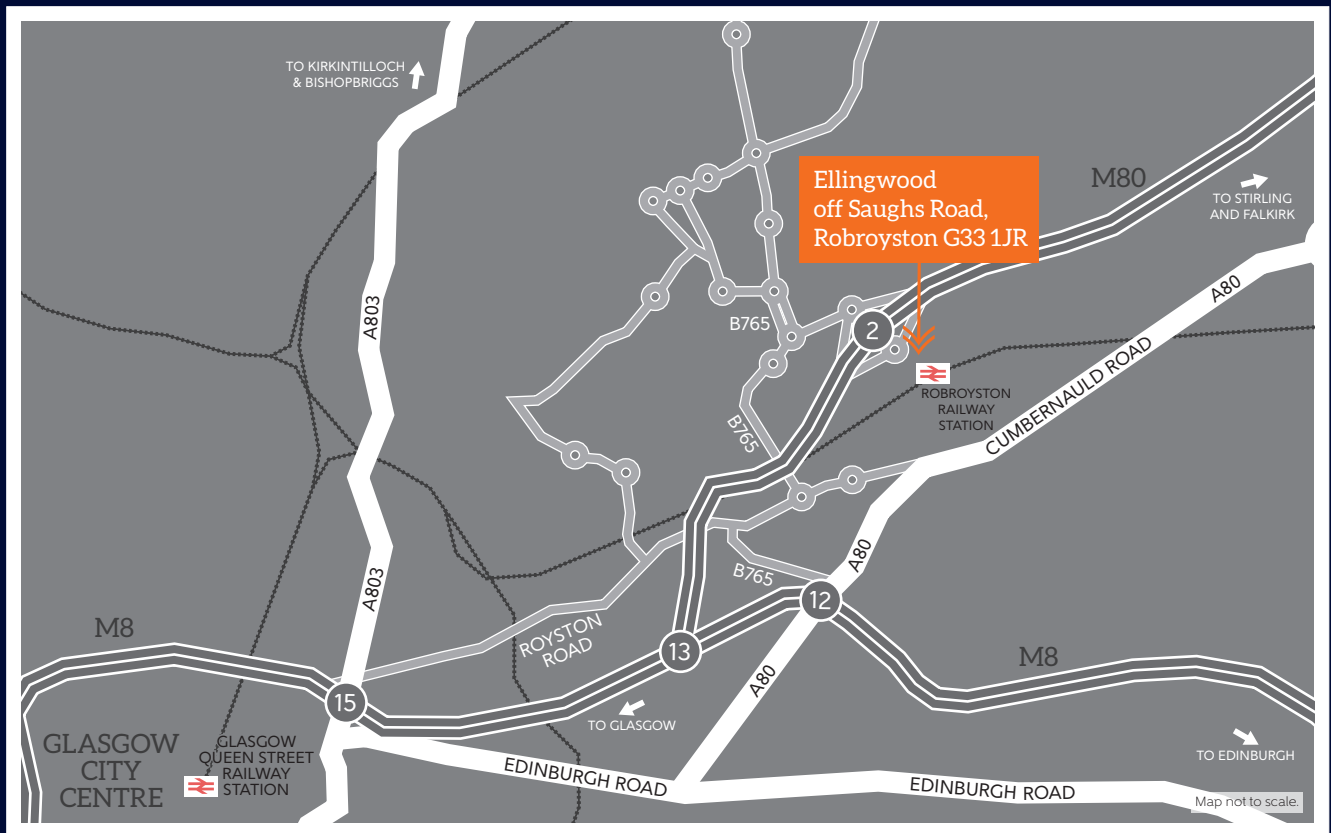 TO KIRKINTILLOCH
& BISHOPBRIGGS
Ellingwood
off Saughs Road,
Robroyston G33 1JR
M80
TO STIRLING
AND FALKIRK
A80
A803
B765
2
CUMBERNAULD ROAD
ROBROYSTON
RAILWAY
STATION
B765
A80
A803
B765
12
M8
ROYSTON
ROAD
13
M8
A80
15
TO GLASGOW
GLASGOW
CITY
CENTRE
GLASGOW
QUEEN STREET
RAILWAY
STATION
EDINBURGH ROAD
EDINBURGH ROAD
TO EDINBURGH
Map not to scale.